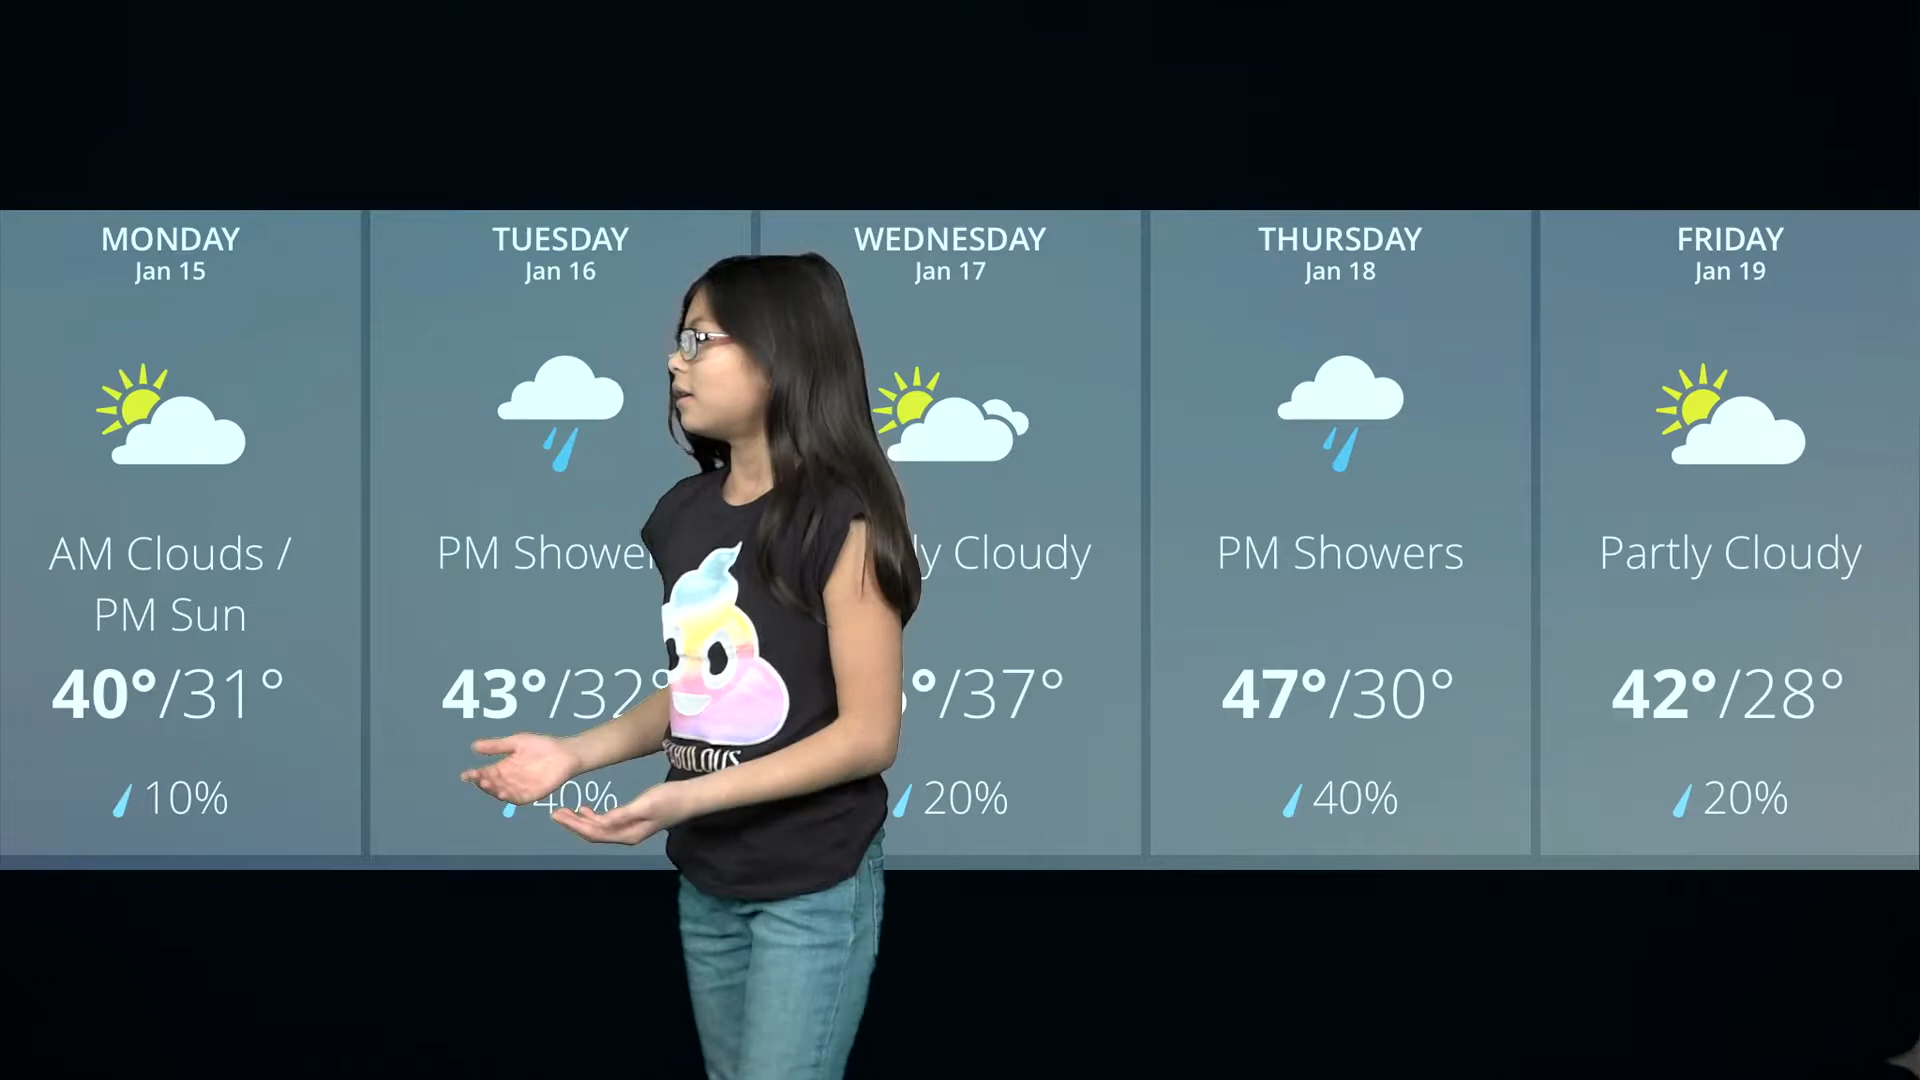 MONDAY
Jan 15
AM Clouds /
PM Sun
40°/31°
10%
TUESDAY
Jan 16
PM
43°/32°
40%
WEDNESDAY
Jan 17
Cloudy
/37°
20%
THURSDAY
Jan 18
PM Showers
47°/30°
40%
FRIDAY
Jan 19
Partly Cloudy
42°/28°
20%
ABULOUS